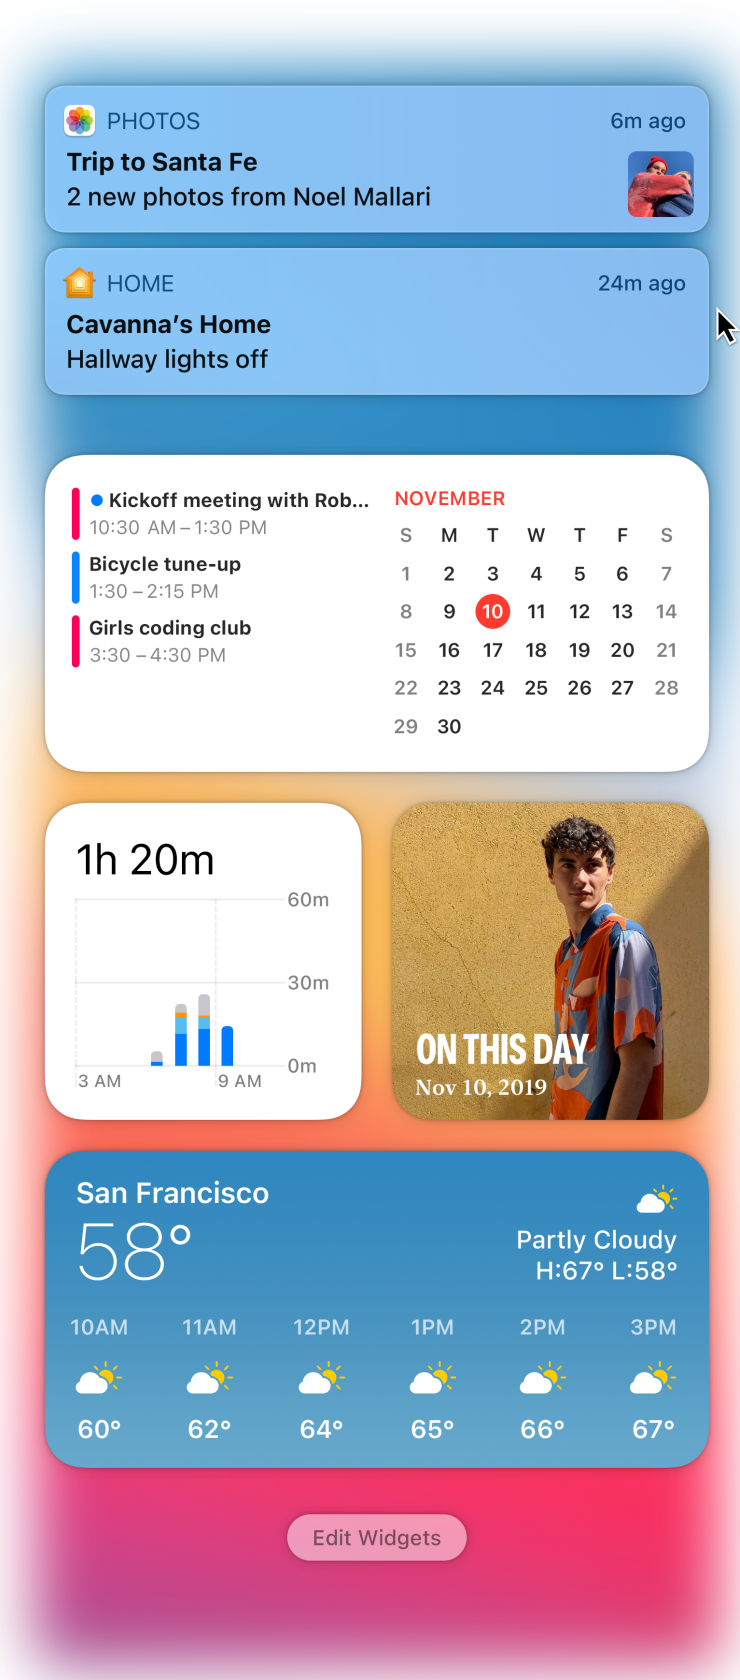 PHOTOS 6m ago
Trip to Santa Fe
2 new photos from Noel Mallari
HOME 24m ago
Cavanna’s Home
Hallway lights off
Kickoff meeting with Rob...
10:30 AM – 1:30 PM
Bicycle tune-up
1:30 – 2:15 PM
Girls coding club
3:30 – 4:30 PM
NOVEMBER
S M T W T F S
1 2 3 4 5 6 7
8 9 10 11 12 13 14
15 16 17 18 19 20 21
22 23 24 25 26 27 28
29 30
1h 20m
60m
30m
0m
3 AM 9 AM
ON THIS DAY
Nov 10, 2019
San Francisco
58°
Partly Cloudy
H:67° L:58°
10AM 11AM 12PM 1PM 2PM 3PM
60° 62° 64° 65° 66° 67°
Edit Widgets